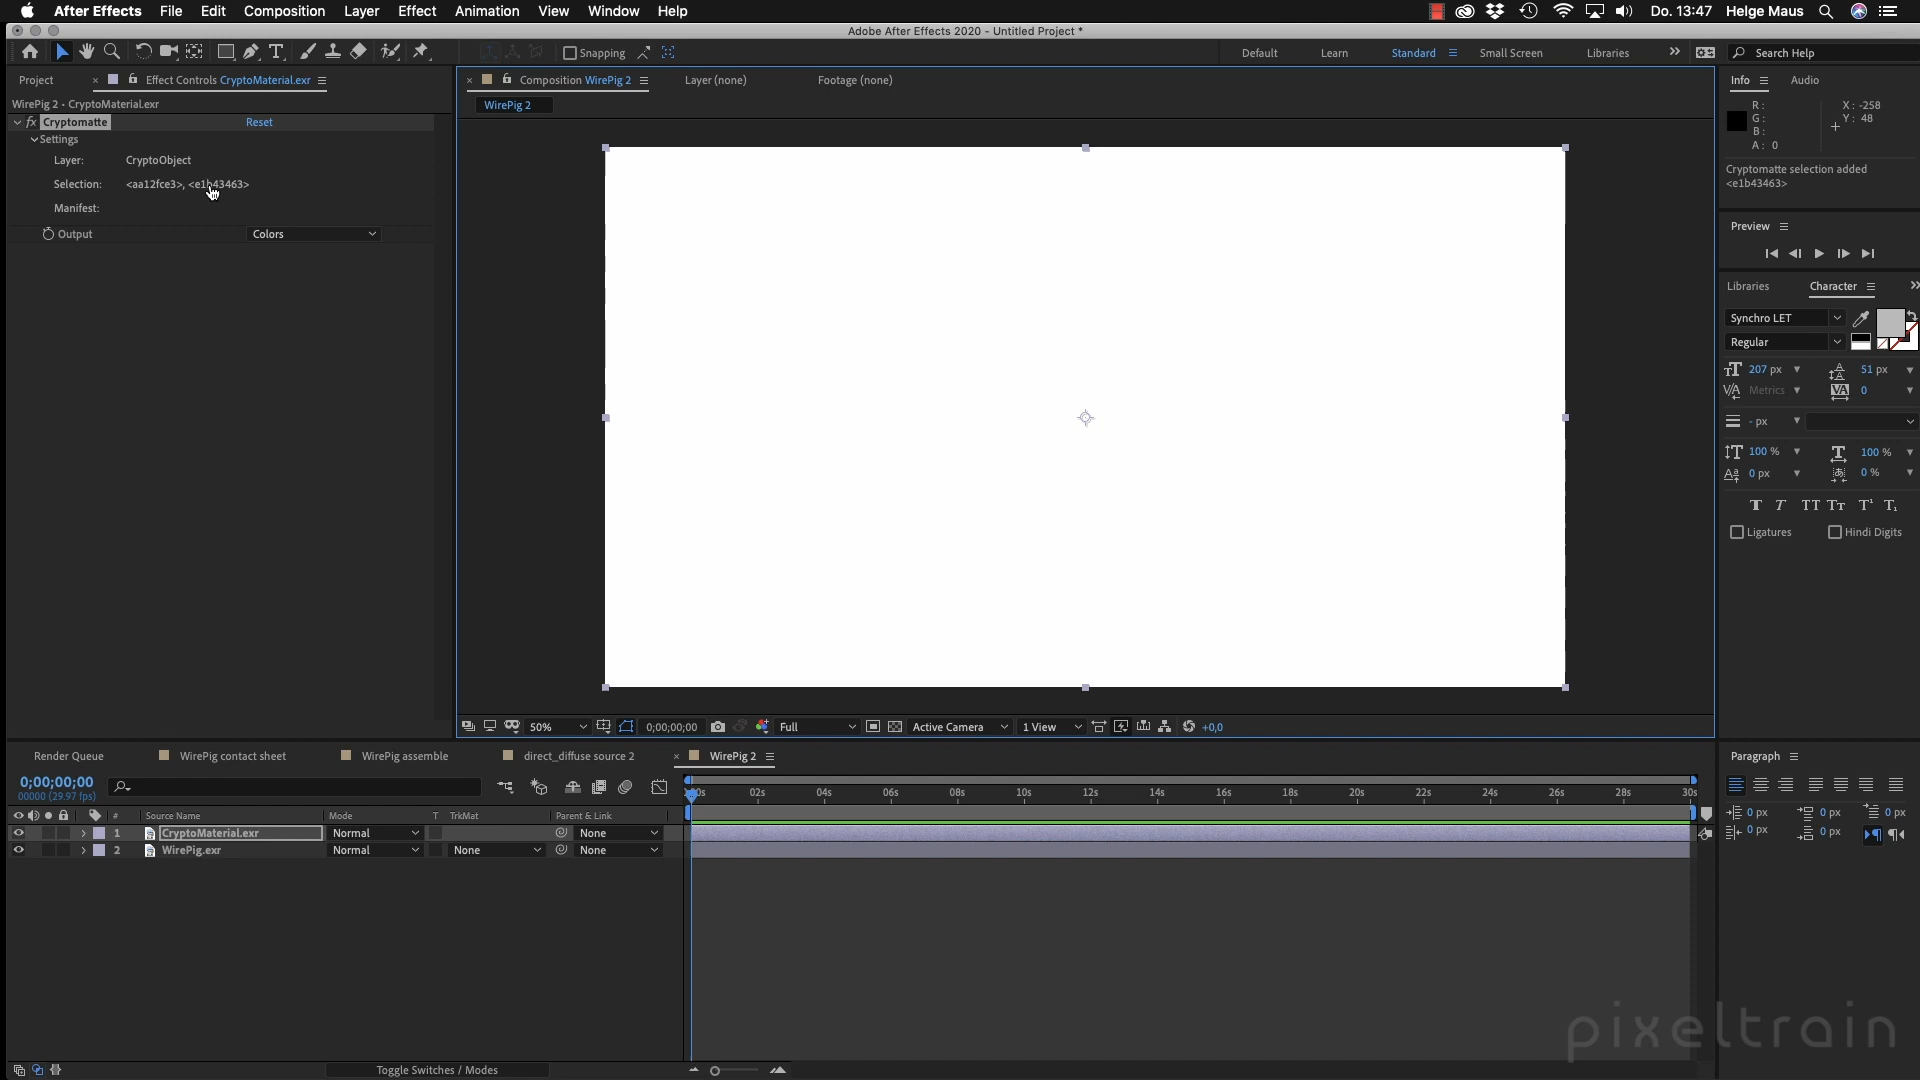 After Effects File Edit Composition Layer Effect Animation View Window Help Do. 13:47 Helge Maus
Adobe After Effects 2020 - Untitled Project *
Snapping Default Learn Standard Small Screen Libraries Search Help
Project Effect Controls CryptoMaterial.exr
WirePig 2 • CryptoMaterial.exr
fx Cryptomatte Reset
Settings
Layer: CryptoObject
Selection: <aa12fce3>, <e1b43463>
Manifest:
Output Colors
Composition WirePig 2 Layer (none) Footage (none)
WirePig 2
50% 0;00;00;00 Full Active Camera 1 View +0,0
Info Audio
R: X: -258
G: Y: 48
B:
A: 0
Cryptomatte selection added
<e1b43463>
Preview
Libraries Character
Synchro LET
Regular
207 px 51 px
Metrics 0
- px
100 % 100 %
0 px 0 %
Ligatures Hindi Digits
Render Queue WirePig contact sheet WirePig assemble direct_diffuse source 2 WirePig 2
0;00;00;00
00000 (29.97 fps)
02s 04s 06s 08s 10s 12s 14s 16s 18s 20s 22s 24s 26s 28s 30s
# Source Name Mode T TrkMat Parent & Link
1 CryptoMaterial.exr Normal None
2 WirePig.exr Normal None None
Toggle Switches / Modes
Paragraph
0 px 0 px 0 px
0 px 0 px
pixeltrain